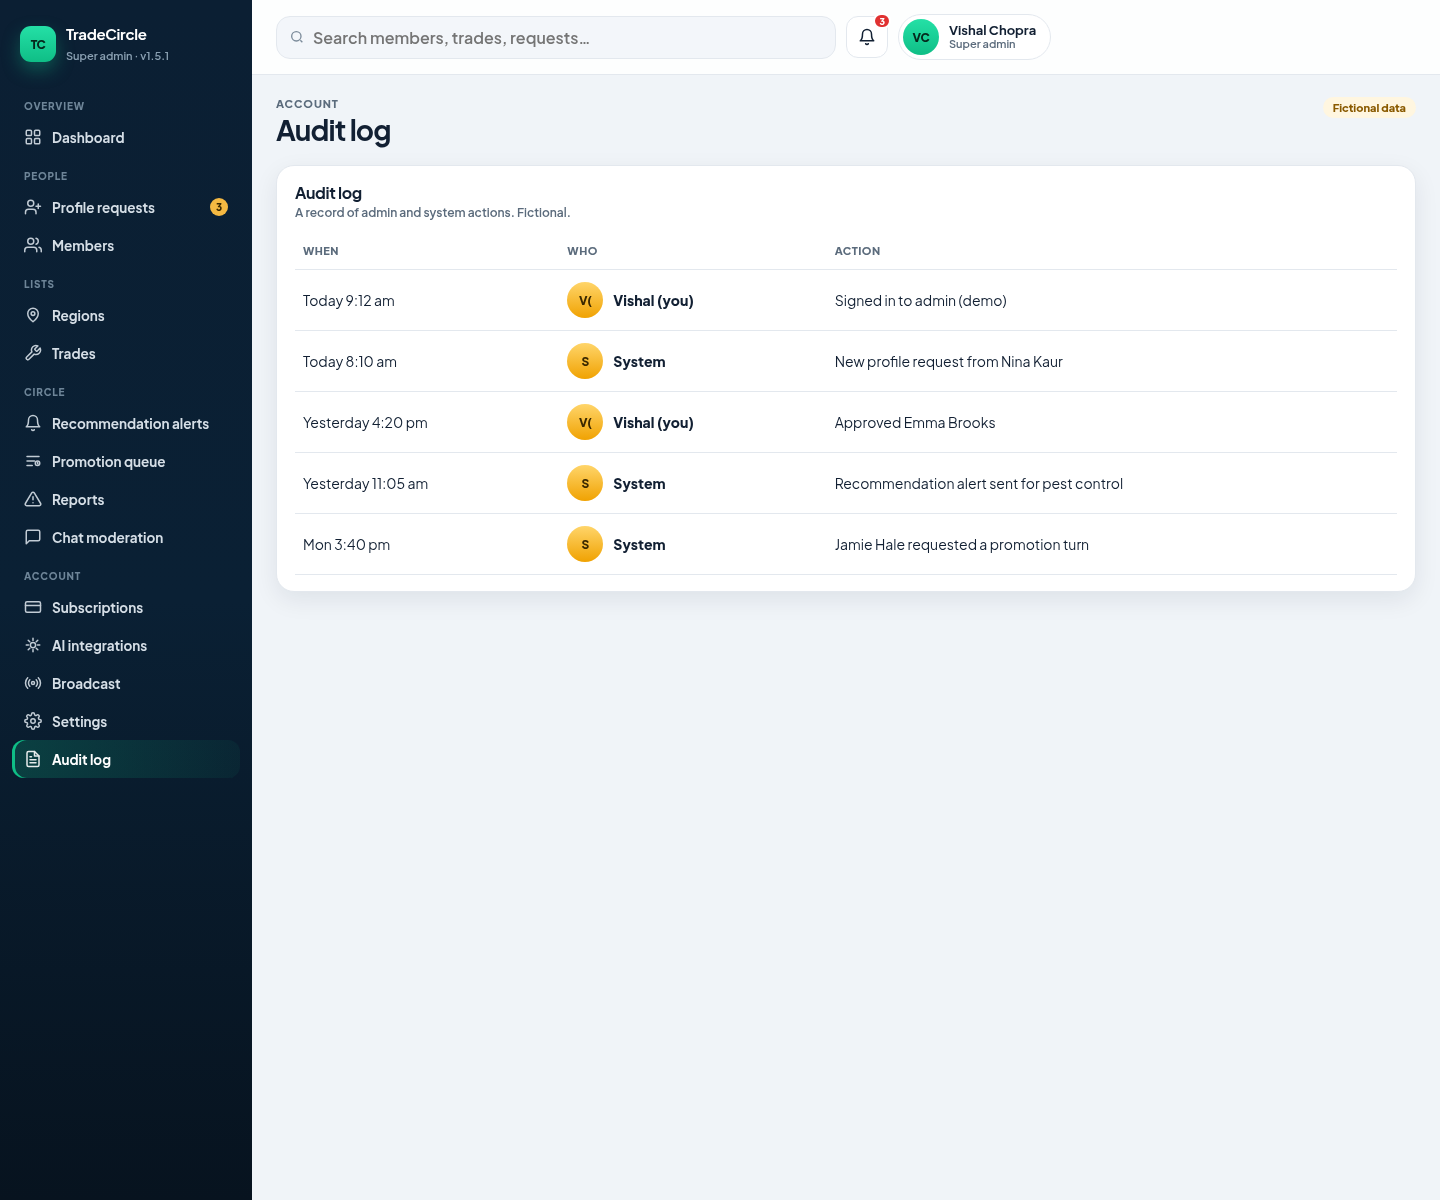 TC
TradeCircle
Super admin · v1.5.1
OVERVIEW
Dashboard
PEOPLE
Profile requests 3
Members
LISTS
Regions
Trades
CIRCLE
Recommendation alerts
Promotion queue
Reports
Chat moderation
ACCOUNT
Subscriptions
AI integrations
Broadcast
Settings
Audit log
Search members, trades, requests…
3
VC
Vishal Chopra
Super admin
ACCOUNT
Audit log
Fictional data
Audit log
A record of admin and system actions. Fictional.
WHEN WHO ACTION
Today 9:12 am V( Vishal (you) Signed in to admin (demo)
Today 8:10 am S System New profile request from Nina Kaur
Yesterday 4:20 pm V( Vishal (you) Approved Emma Brooks
Yesterday 11:05 am S System Recommendation alert sent for pest control
Mon 3:40 pm S System Jamie Hale requested a promotion turn